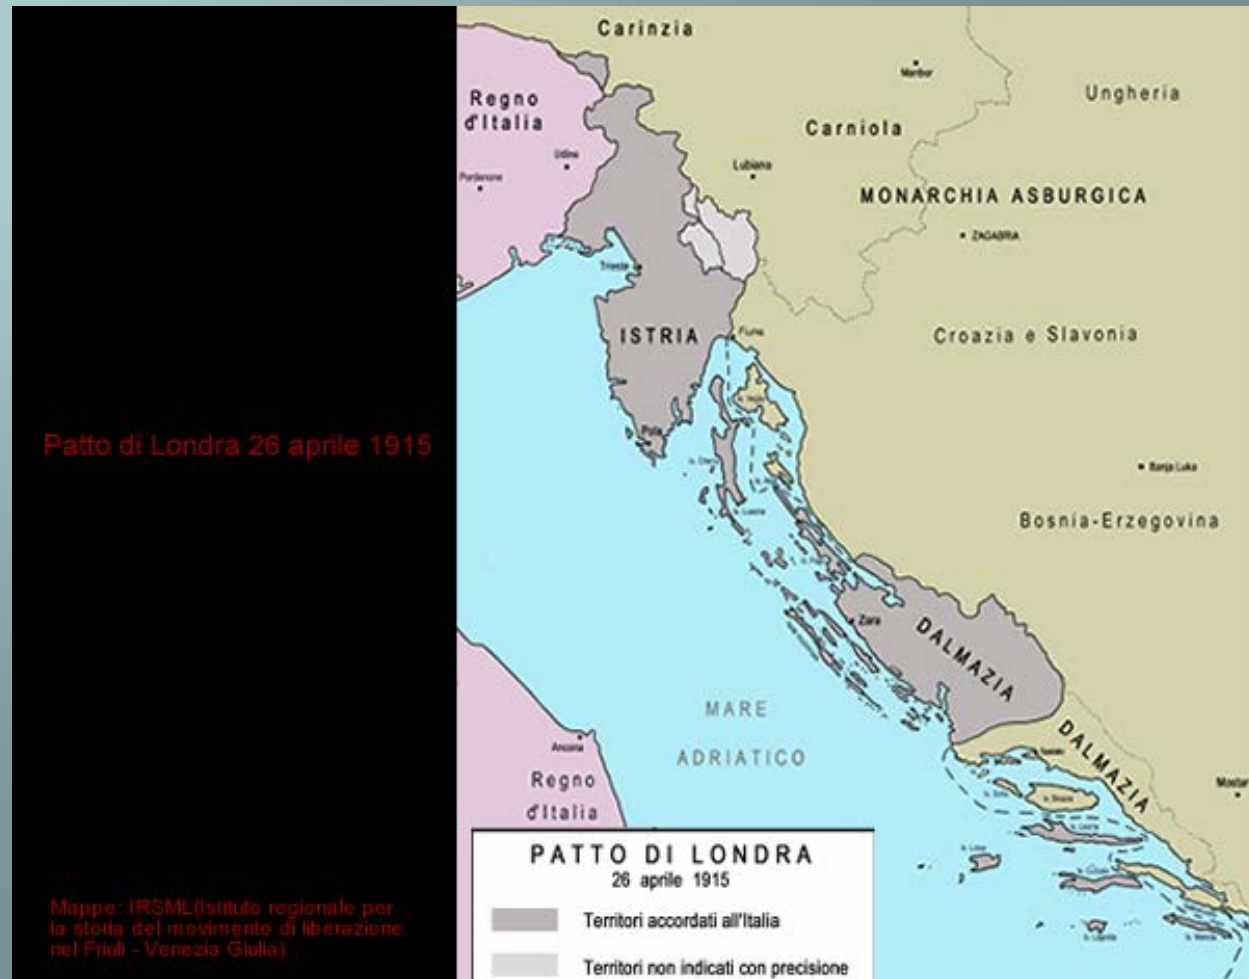 Patto di Londra 26 aprile 1915
Mappe: IRSML(Istituto regionale per
la storia del movimento di liberazione
nel Friuli - Venezia Giulia)
Carinzia
Maribor
Ungheria
Regno
d'Italia
Carniola
Udine
Lubiana
Pordenone
MONARCHIA ASBURGICA
ZAGABRIA
Trieste
ISTRIA
Fiume
Croazia e Slavonia
Pola
Banja Luka
Bosnia-Erzegovina
Zara
DALMAZIA
MARE
ADRIATICO
DALMAZIA
Ancona
Regno
d'Italia
Mostar
PATTO DI LONDRA
26 aprile 1915
Territori accordati all'Italia
Territori non indicati con precisione